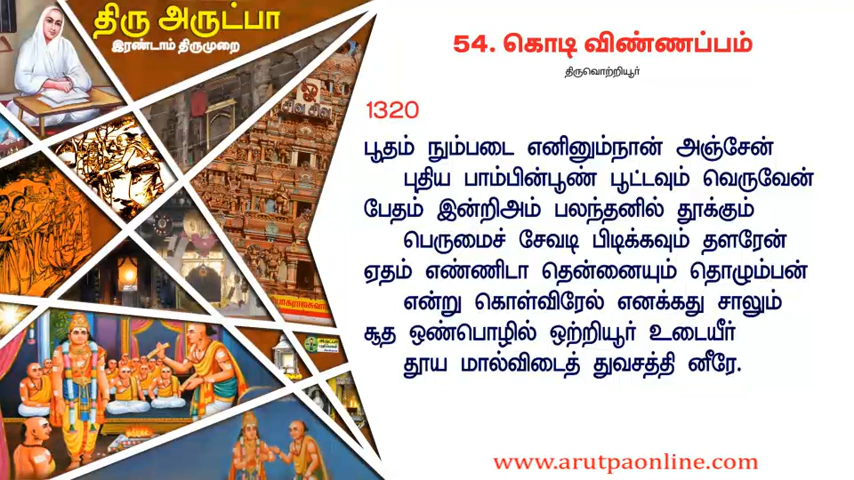 திரு அருட்பா
இரண்டாம் திருமுறை
54. கொடி விண்ணப்பம்
திருவொற்றியூர்
1320
பூதம் நும்படை எனினும்நான் அஞ்சேன்
புதிய பாம்பின்பூண் பூட்டவும் வெருவேன்
பேதம் இன்றிஅம் பலந்தனில் தூக்கும்
பெருமைச் சேவடி பிடிக்கவும் தளரேன்
ஏதம் எண்ணிடா தென்னையும் தொழும்பன்
என்று கொள்விரேல் எனக்கது சாலும்
சூத ஒண்பொழில் ஒற்றியூர் உடையீர்
தூய மால்விடைத் துவசத்தி னீரே.
www.arutpaonline.com